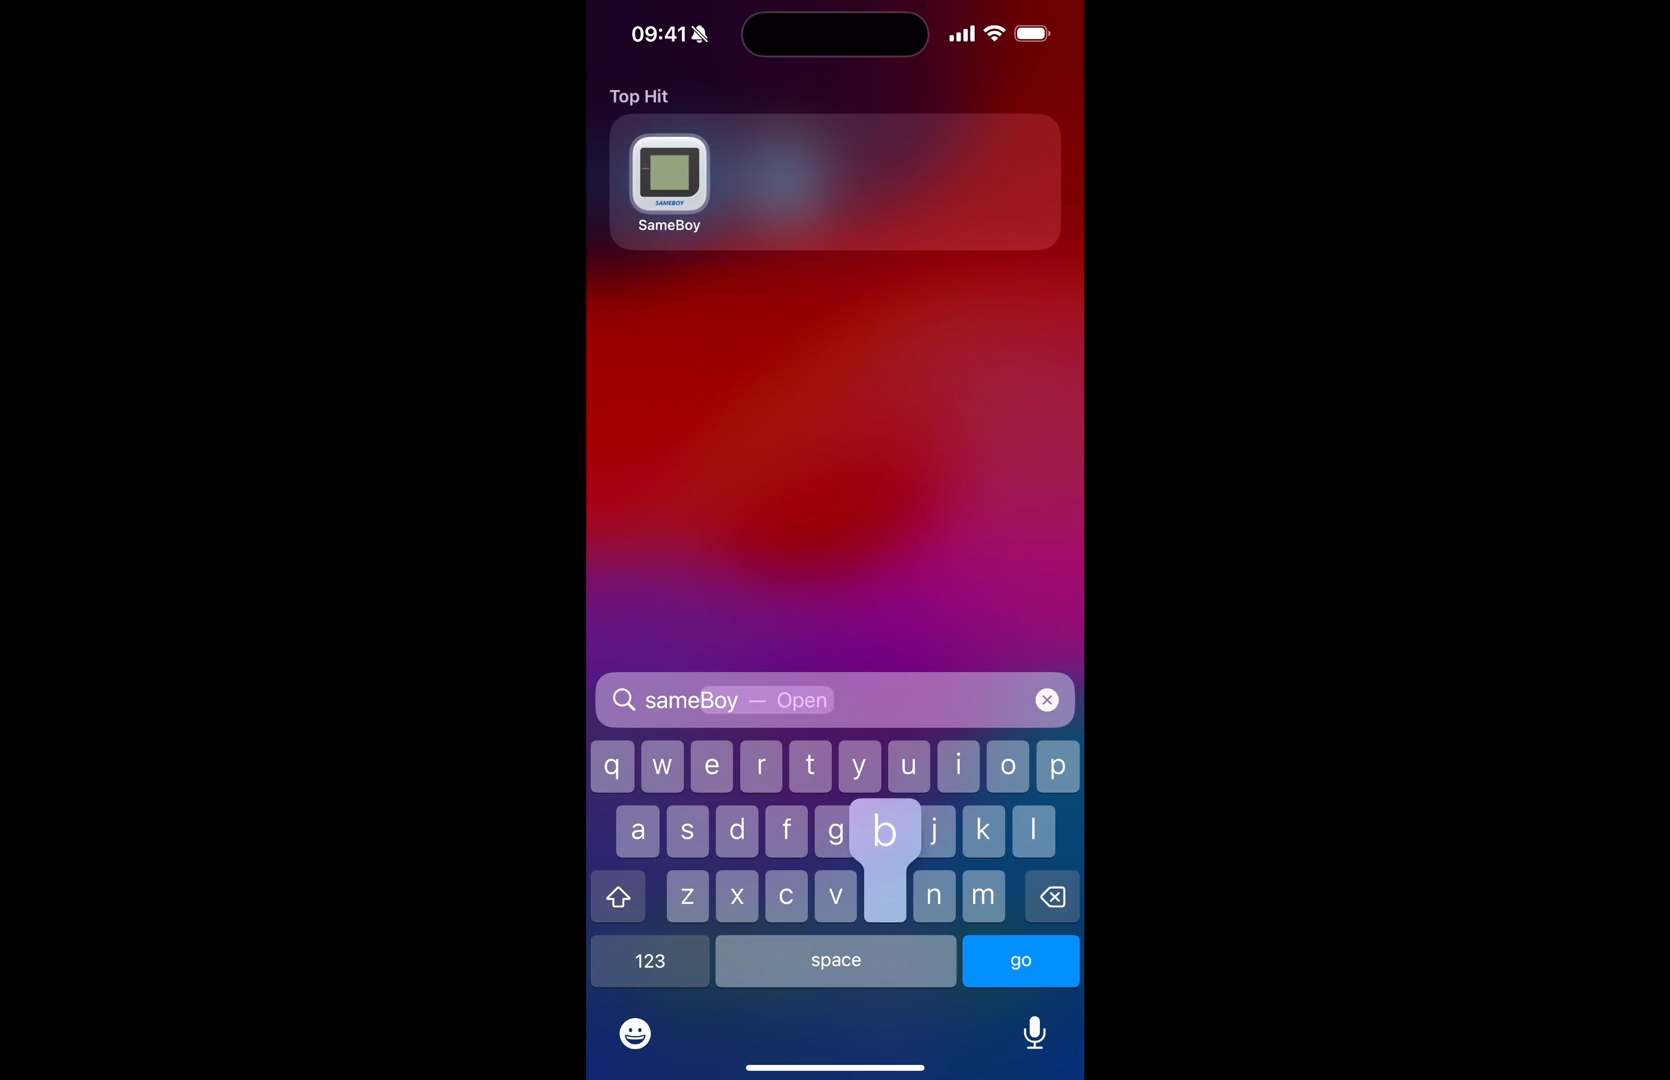 09:41
Top Hit
SAMEBOY
SameBoy
sameBoy — Open
q w e r t y u i o p
a s d f g b j k l
z x c v n m
123 space go